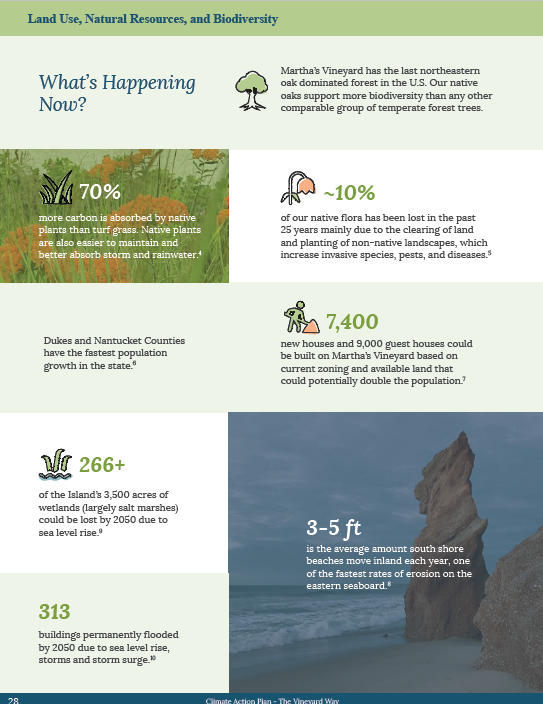 Land Use, Natural Resources, and Biodiversity
What's Happening
Now?
Martha's Vineyard has the last northeastern
oak dominated forest in the U.S. Our native
oaks support more biodiversity than any other
comparable group of temperate forest trees.
70%
more carbon is absorbed by native
plants than turf grass. Native plants
are also easier to maintain and
better absorb storm and rainwater.⁴
~10%
of our native flora has been lost in the past
25 years mainly due to the clearing of land
and planting of non-native landscapes, which
increase invasive species, pests, and diseases.⁵
Dukes and Nantucket Counties
have the fastest population
growth in the state.⁶
7,400
new houses and 9,000 guest houses could
be built on Martha's Vineyard based on
current zoning and available land that
could potentially double the population.⁷
266+
of the Island's 3,500 acres of
wetlands (largely salt marshes)
could be lost by 2050 due to
sea level rise.⁹
3-5 ft
is the average amount south shore
beaches move inland each year, one
of the fastest rates of erosion on the
eastern seaboard.⁸
313
buildings permanently flooded
by 2050 due to sea level rise,
storms and storm surge.¹⁰
28
Climate Action Plan - The Vineyard Way